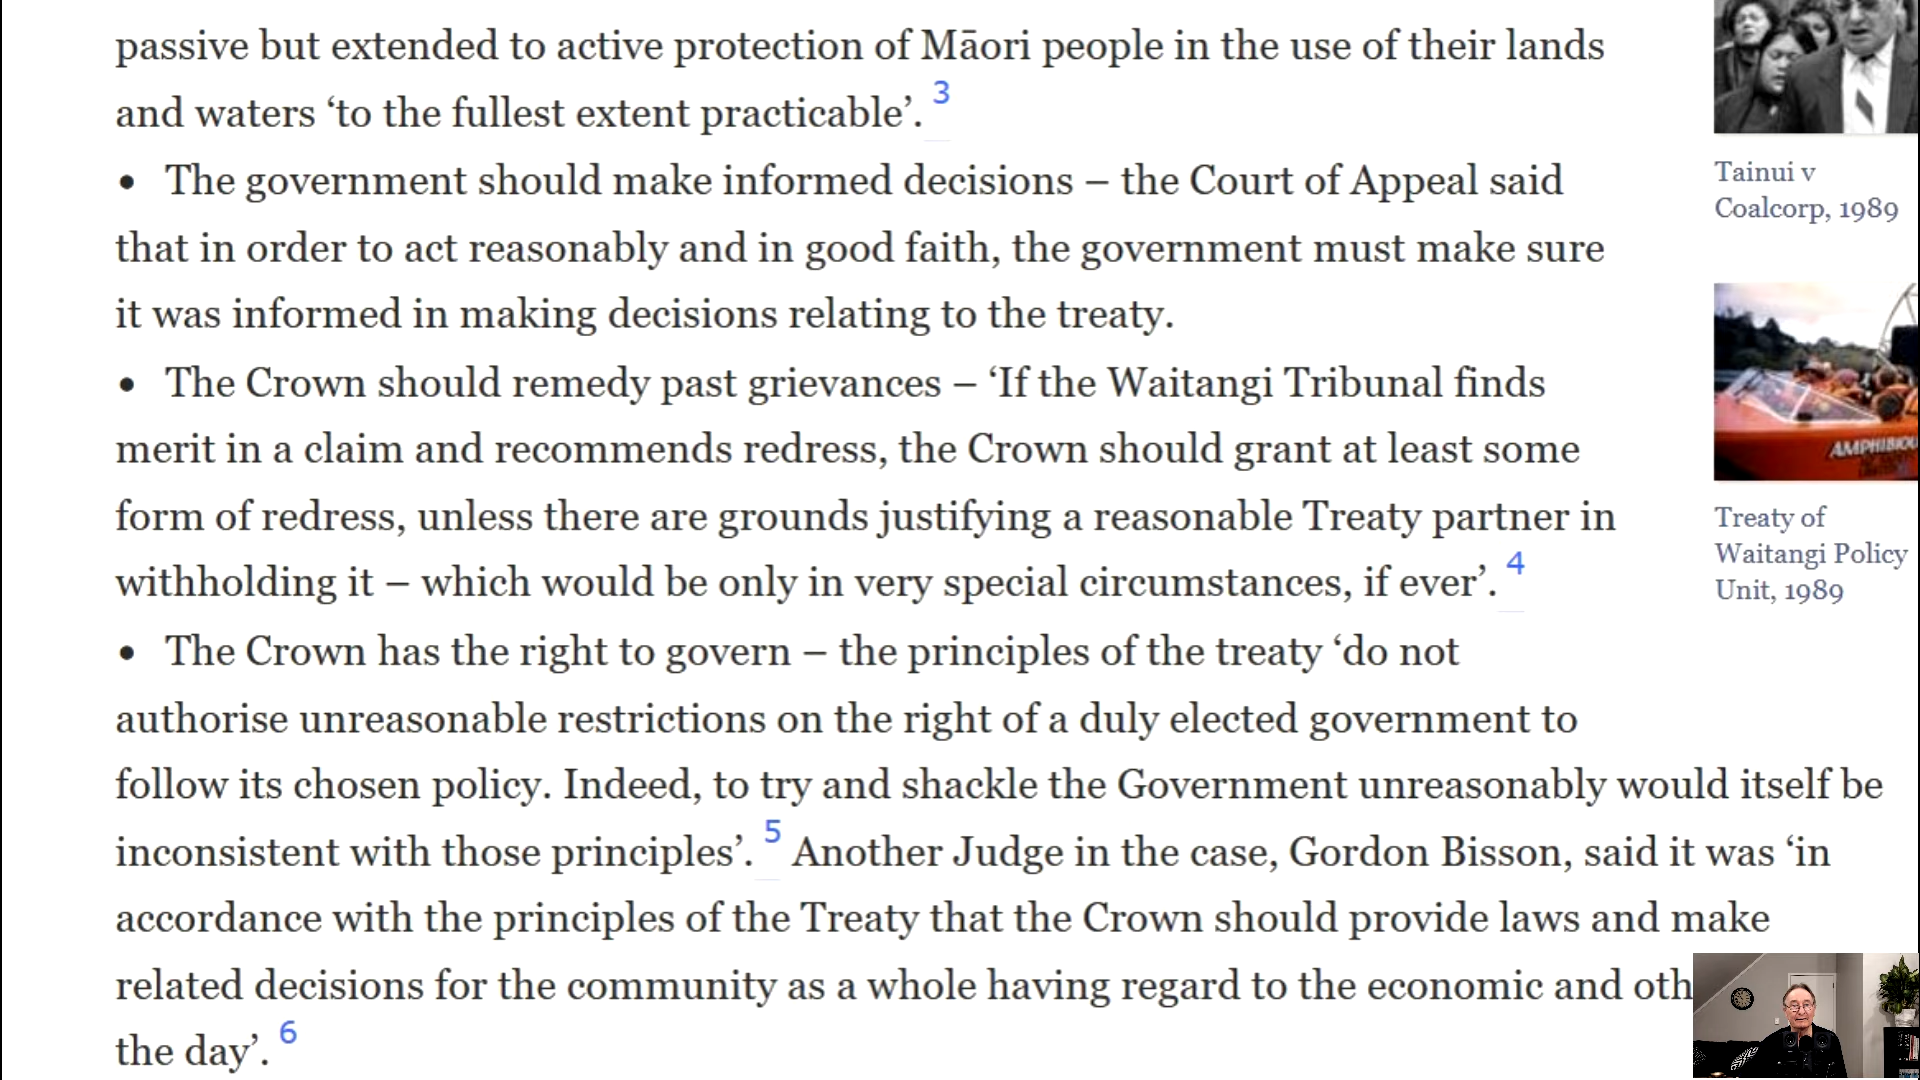 passive but extended to active protection of Māori people in the use of their lands
and waters ‘to the fullest extent practicable’. 3
• The government should make informed decisions – the Court of Appeal said
that in order to act reasonably and in good faith, the government must make sure
it was informed in making decisions relating to the treaty.
• The Crown should remedy past grievances – ‘If the Waitangi Tribunal finds
merit in a claim and recommends redress, the Crown should grant at least some
form of redress, unless there are grounds justifying a reasonable Treaty partner in
withholding it – which would be only in very special circumstances, if ever’. 4
• The Crown has the right to govern – the principles of the treaty ‘do not
authorise unreasonable restrictions on the right of a duly elected government to
follow its chosen policy. Indeed, to try and shackle the Government unreasonably would itself be
inconsistent with those principles’. 5 Another Judge in the case, Gordon Bisson, said it was ‘in
accordance with the principles of the Treaty that the Crown should provide laws and make
related decisions for the community as a whole having regard to the economic and oth
the day’. 6
Tainui v
Coalcorp, 1989
AMPHIBIOU
Treaty of
Waitangi Policy
Unit, 1989